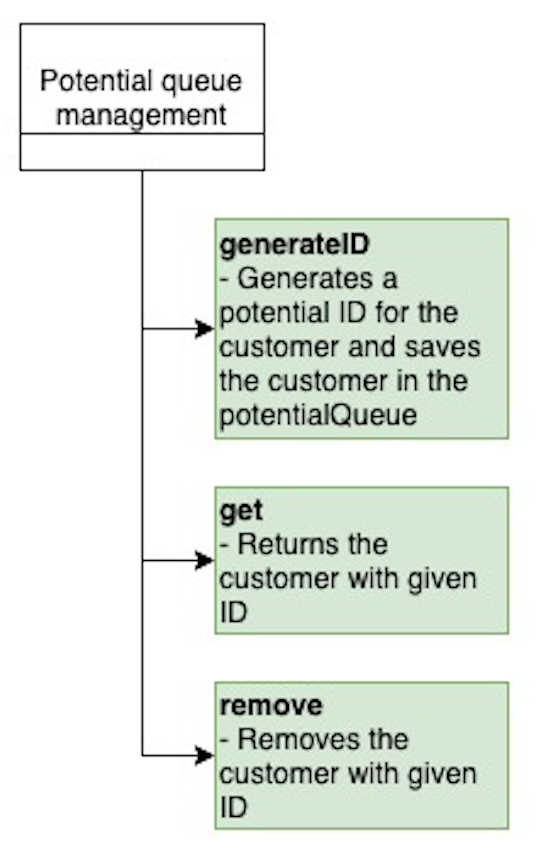 Potential queue
management
generateID
- Generates a
potential ID for the
customer and saves
the customer in the
potentialQueue
get
- Returns the
customer with given
ID
remove
- Removes the
customer with given
ID